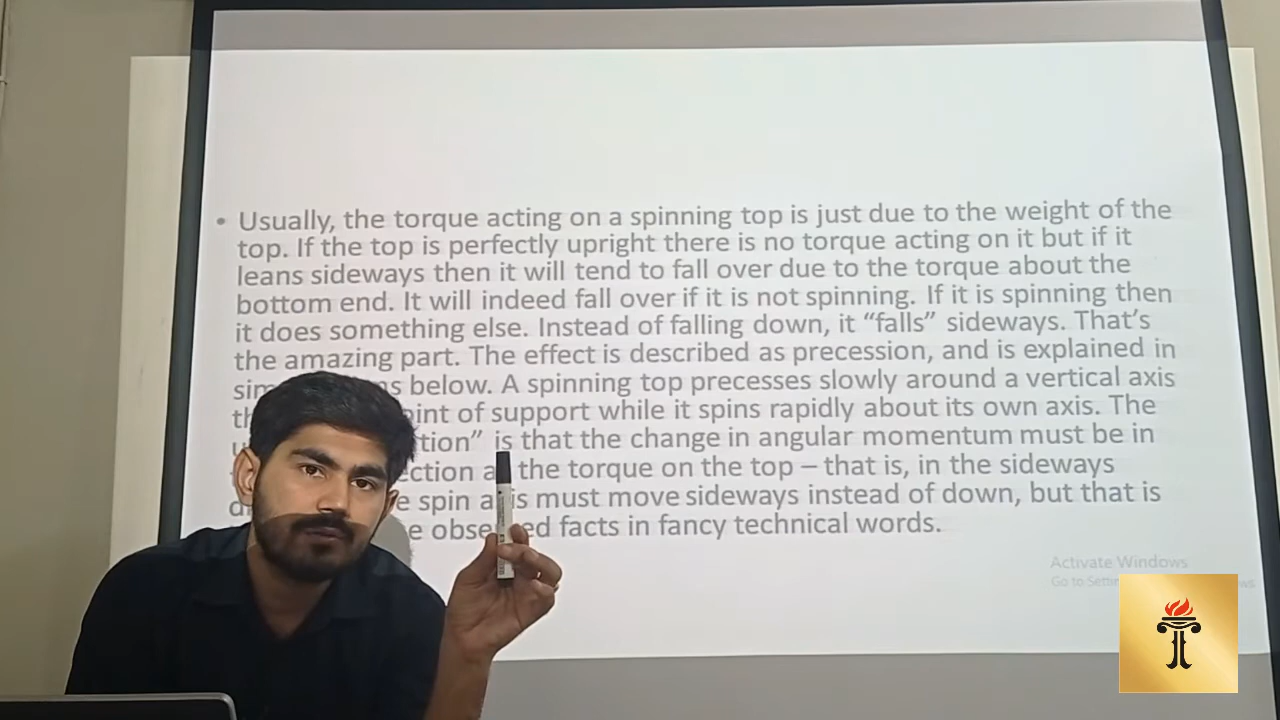 • Usually, the torque acting on a spinning top is just due to the weight of the
top. If the top is perfectly upright there is no torque acting on it but if it
leans sideways then it will tend to fall over due to the torque about the
bottom end. It will indeed fall over if it is not spinning. If it is spinning then
it does something else. Instead of falling down, it “falls” sideways. That’s
the amazing part. The effect is described as precession, and is explained in
below. A spinning top precesses slowly around a vertical axis
of support while it spins rapidly about its own axis. The
is that the change in angular momentum must be in
the torque on the top – that is, in the sideways
spin must move sideways instead of down, but that is
facts in fancy technical words.
Activate Windows
Go to